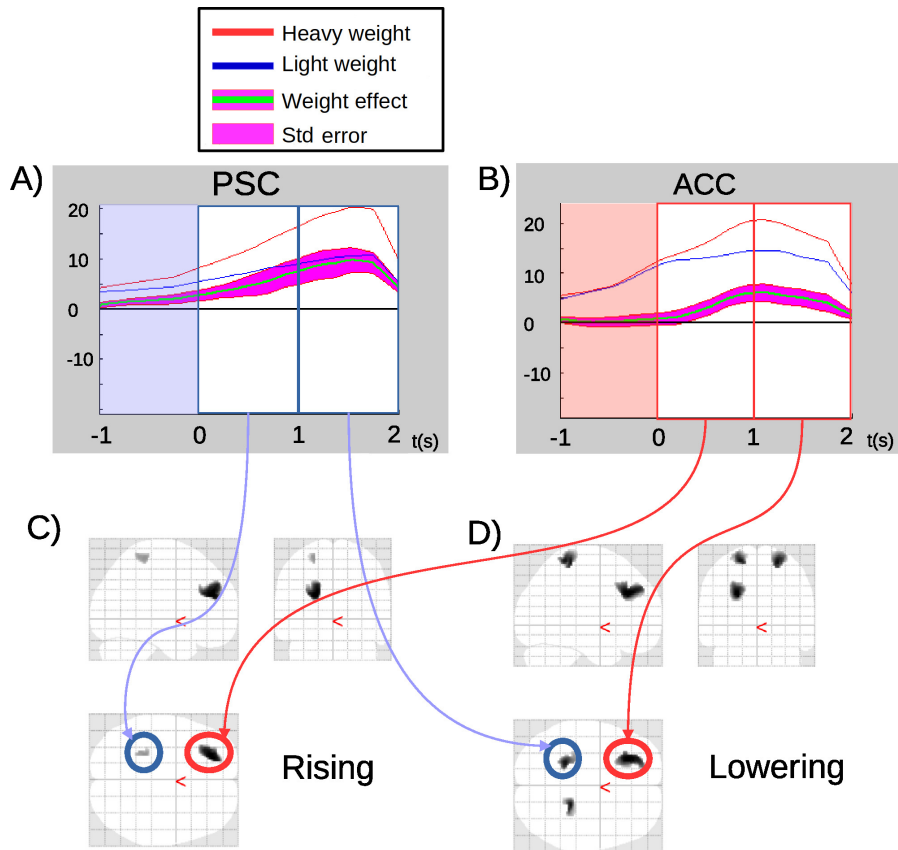 Heavy weight
Light weight
Weight effect
Std error
A)
PSC
20
10
0
-10
-1 0 1 2 t(s)
B)
ACC
20
10
0
-10
-1 0 1 2 t(s)
C)
<
<
<
Rising
D)
<
<
<
Lowering